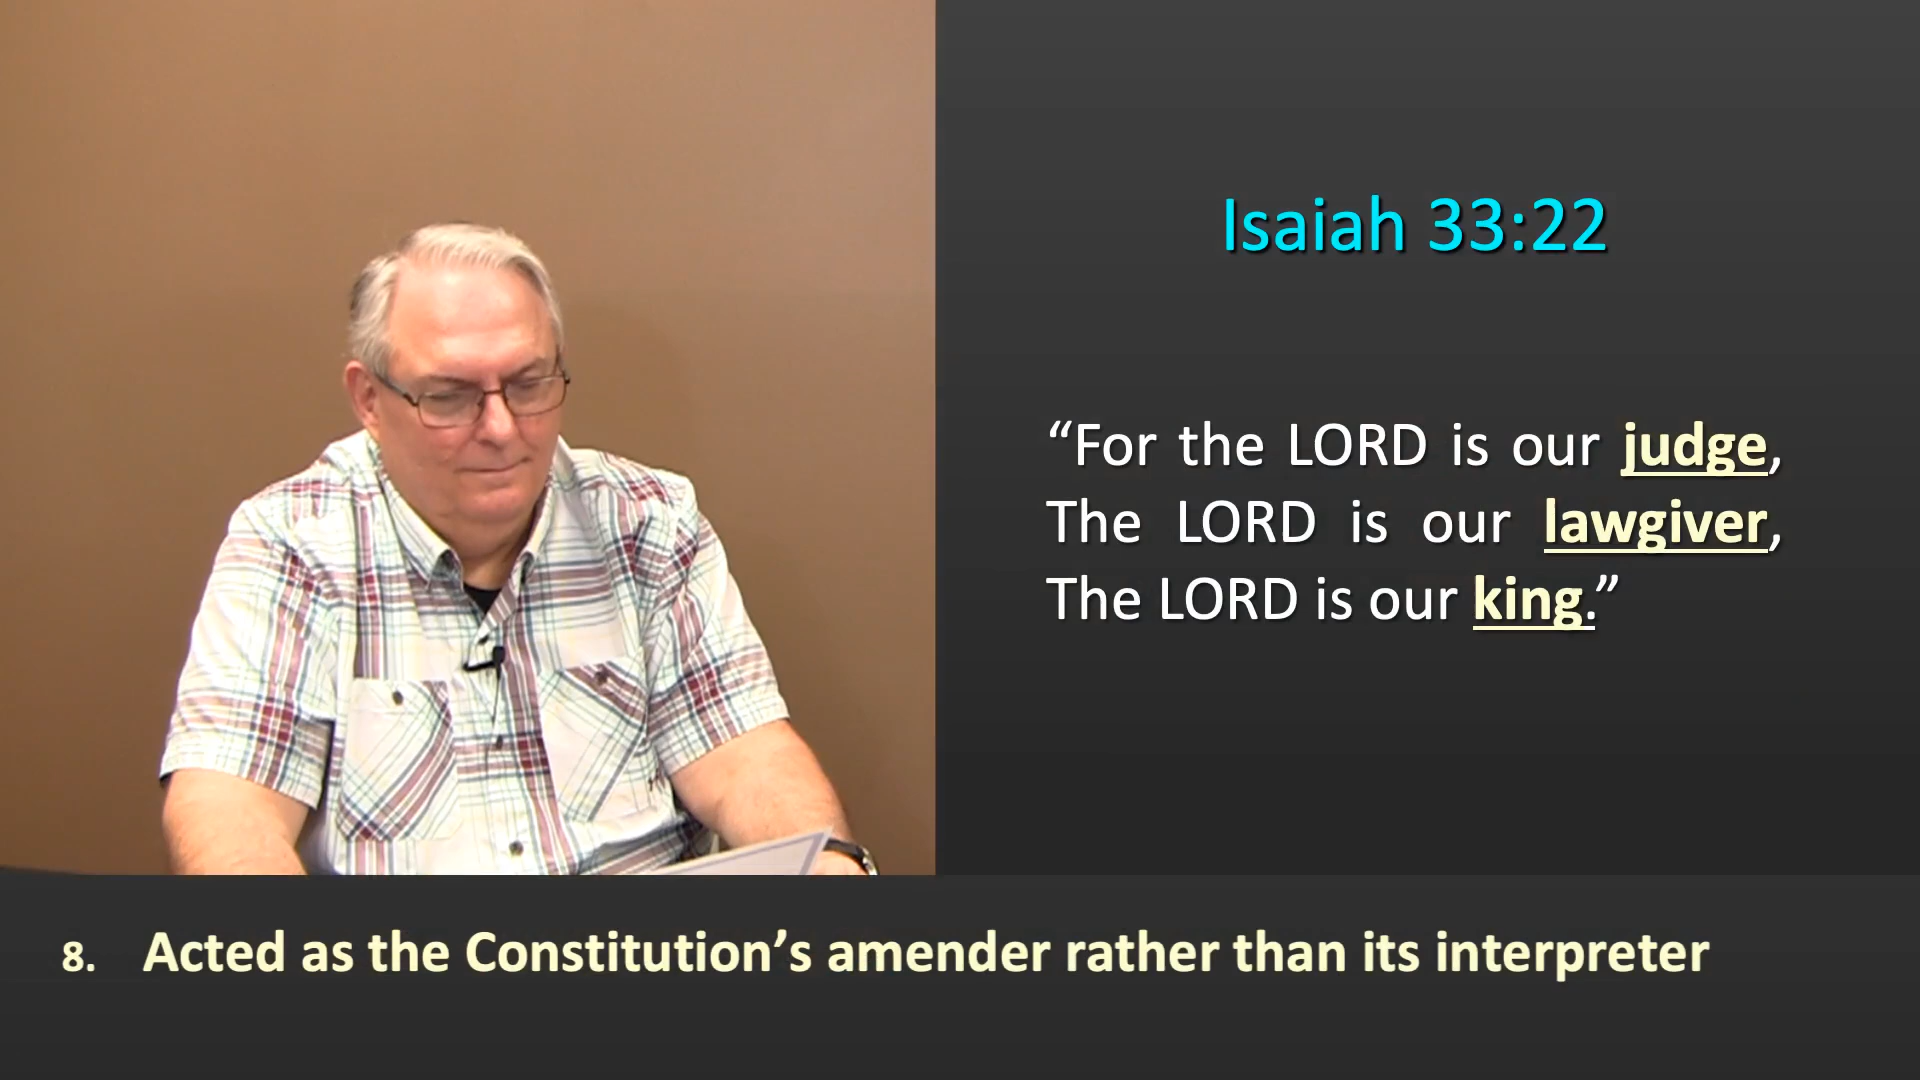 Isaiah 33:22
“For the LORD is our judge,
The LORD is our lawgiver,
The LORD is our king.”
8. Acted as the Constitution’s amender rather than its interpreter